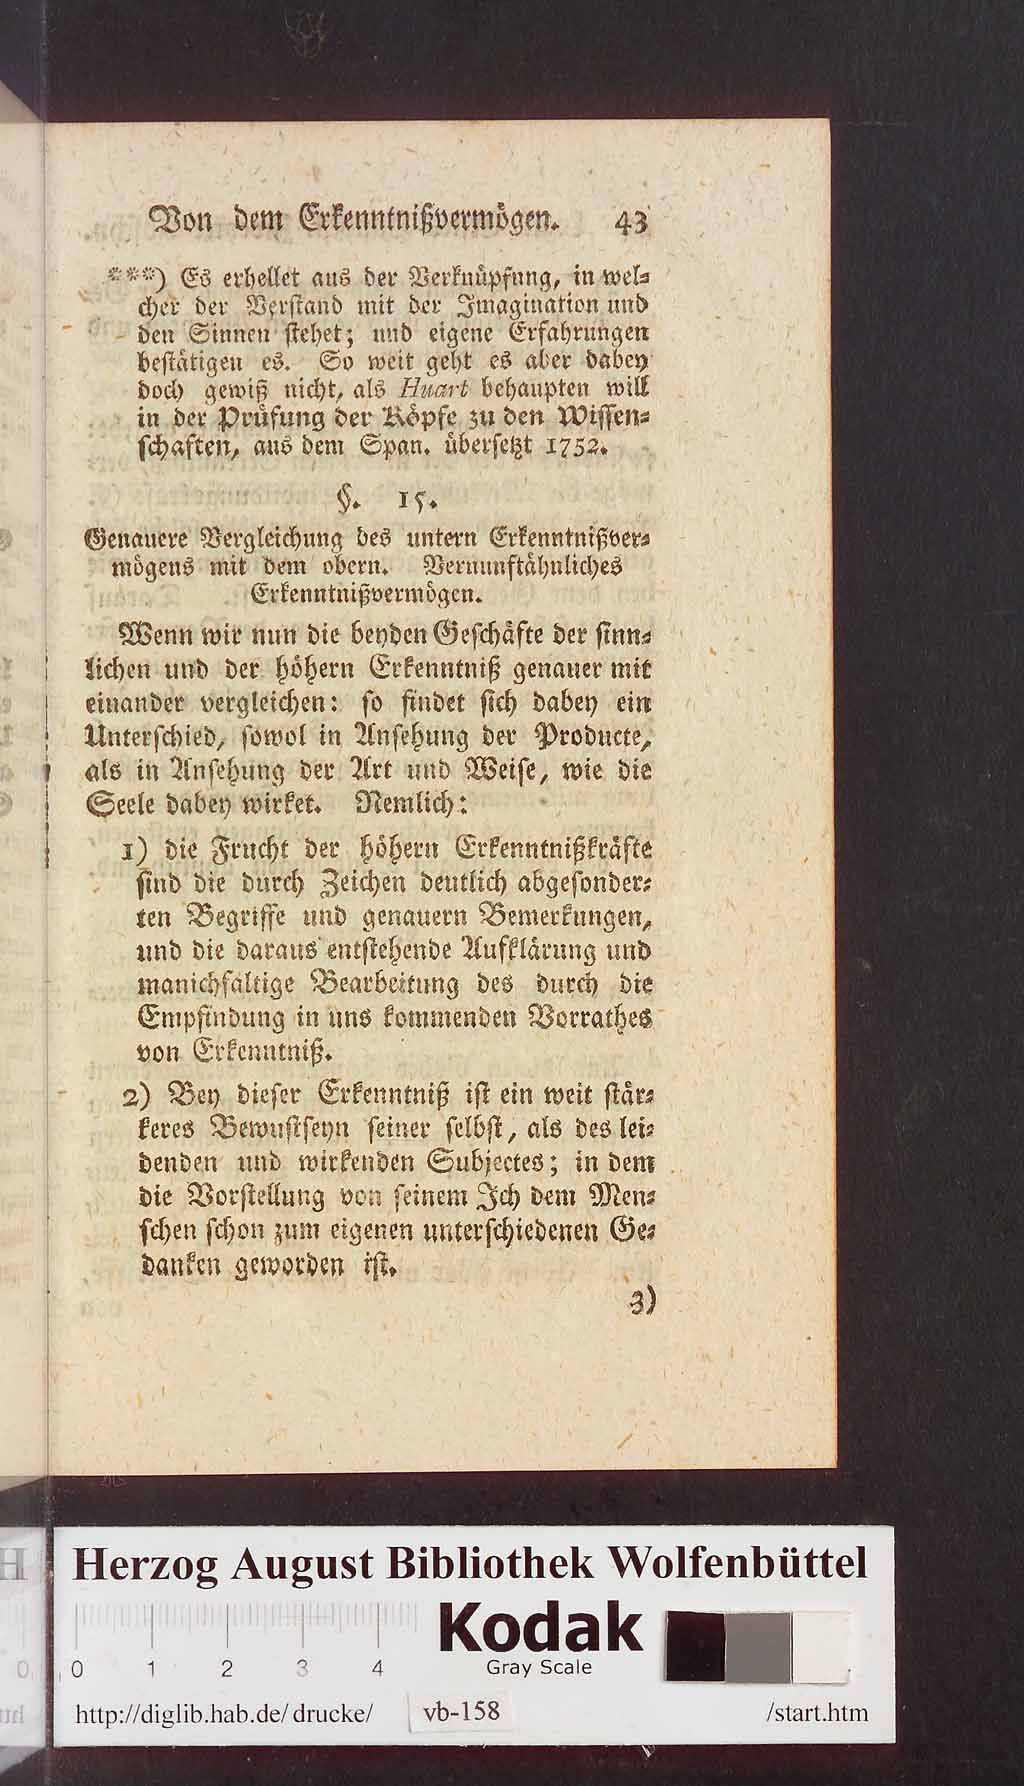 Von dem Erkenntnißvermögen. 43
***) Es erhellet aus der Verknüpfung, in wel-
cher der Verstand mit der Imagination und
den Sinnen stehet; und eigene Erfahrungen
bestätigen es. So weit geht es aber dabey
doch gewiß nicht, als Huart behaupten will
in der Prüfung der Köpfe zu den Wissen-
schaften, aus dem Span. übersetzt 1752.
§. 15.
Genauere Vergleichung des untern Erkenntnißver-
mögens mit dem obern. Vernunftähnliches
Erkenntnißvermögen.
Wenn wir nun die beyden Geschäfte der sinn-
lichen und der höhern Erkenntniß genauer mit
einander vergleichen: so findet sich dabey ein
Unterschied, sowol in Ansehung der Producte,
als in Ansehung der Art und Weise, wie die
Seele dabey wirket. Nemlich:
1) die Frucht der höhern Erkenntnißkräfte
sind die durch Zeichen deutlich abgesonder-
ten Begriffe und genauern Bemerkungen,
und die daraus entstehende Aufklärung und
manichfaltige Bearbeitung des durch die
Empfindung in uns kommenden Vorrathes
von Erkenntniß.
2) Bey dieser Erkenntniß ist ein weit stär-
keres Bewustseyn seiner selbst, als des lei-
denden und wirkenden Subjectes; in dem
die Vorstellung von seinem Ich dem Men-
schen schon zum eigenen unterschiedenen Ge-
danken geworden ist.
3)
Herzog August Bibliothek Wolfenbüttel
Kodak
Gray Scale
0 1 2 3 4
http://diglib.hab.de/drucke/ vb-158 /start.htm